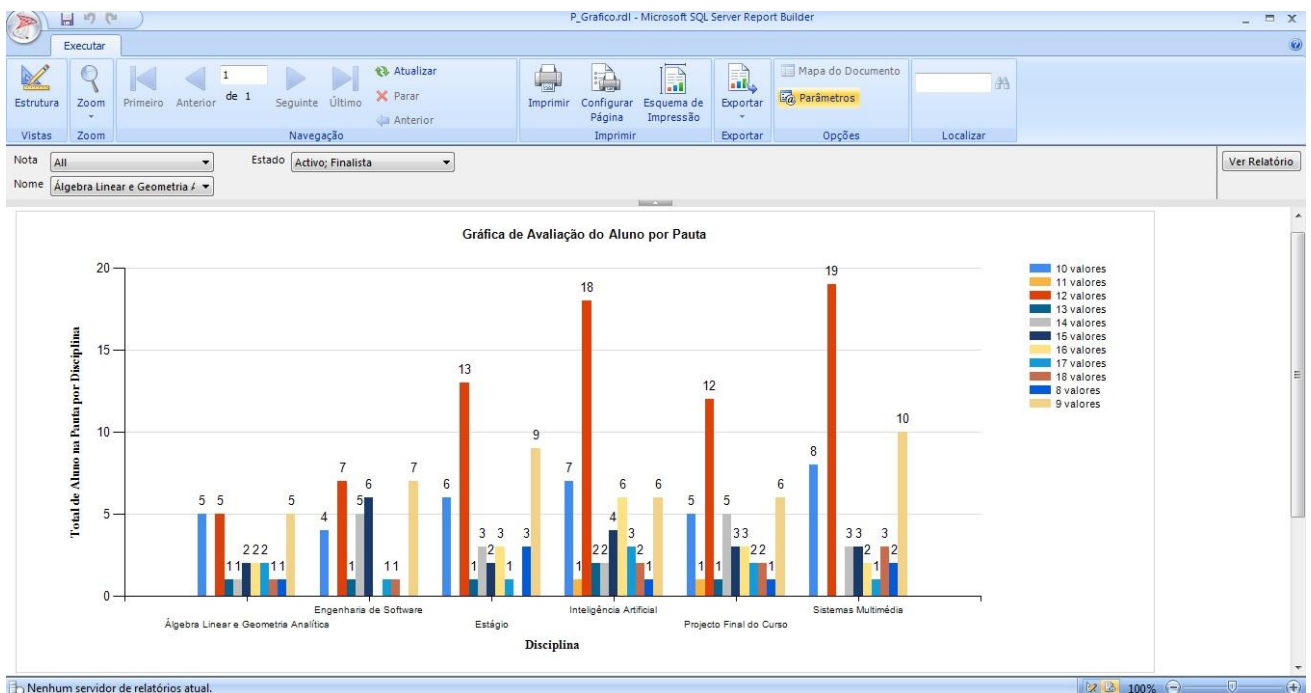 P_Grafico.rdl - Microsoft SQL Server Report Builder
Executar
Estrutura
Zoom
Primeiro
Anterior
1
de 1
Seguinte
Último
Atualizar
Parar
Anterior
Imprimir
Configurar Página
Esquema de Impressão
Exportar
Mapa do Documento
Parâmetros
Vistas
Zoom
Navegação
Imprimir
Exportar
Opções
Localizar
Nota All
Estado Activo; Finalista
Ver Relatório
Nome Álgebra Linear e Geometria
Gráfica de Avaliação do Aluno por Pauta
Total de Aluno na Pauta por Disciplina
20
15
10
5
0
5 5 1 1 2 2 2 1 1 5
4 7 1 5 6 1 1 7
6 13 1 3 2 3 1 3 9
7 1 18 2 2 4 6 3 2 1 6
5 1 12 1 5 3 3 2 2 1 6
8 19 3 3 2 1 3 2 10
Álgebra Linear e Geometria Analítica
Engenharia de Software
Estágio
Inteligência Artificial
Projecto Final do Curso
Sistemas Multimédia
Disciplina
10 valores
11 valores
12 valores
13 valores
14 valores
15 valores
16 valores
17 valores
18 valores
8 valores
9 valores
Nenhum servidor de relatórios atual.
100%